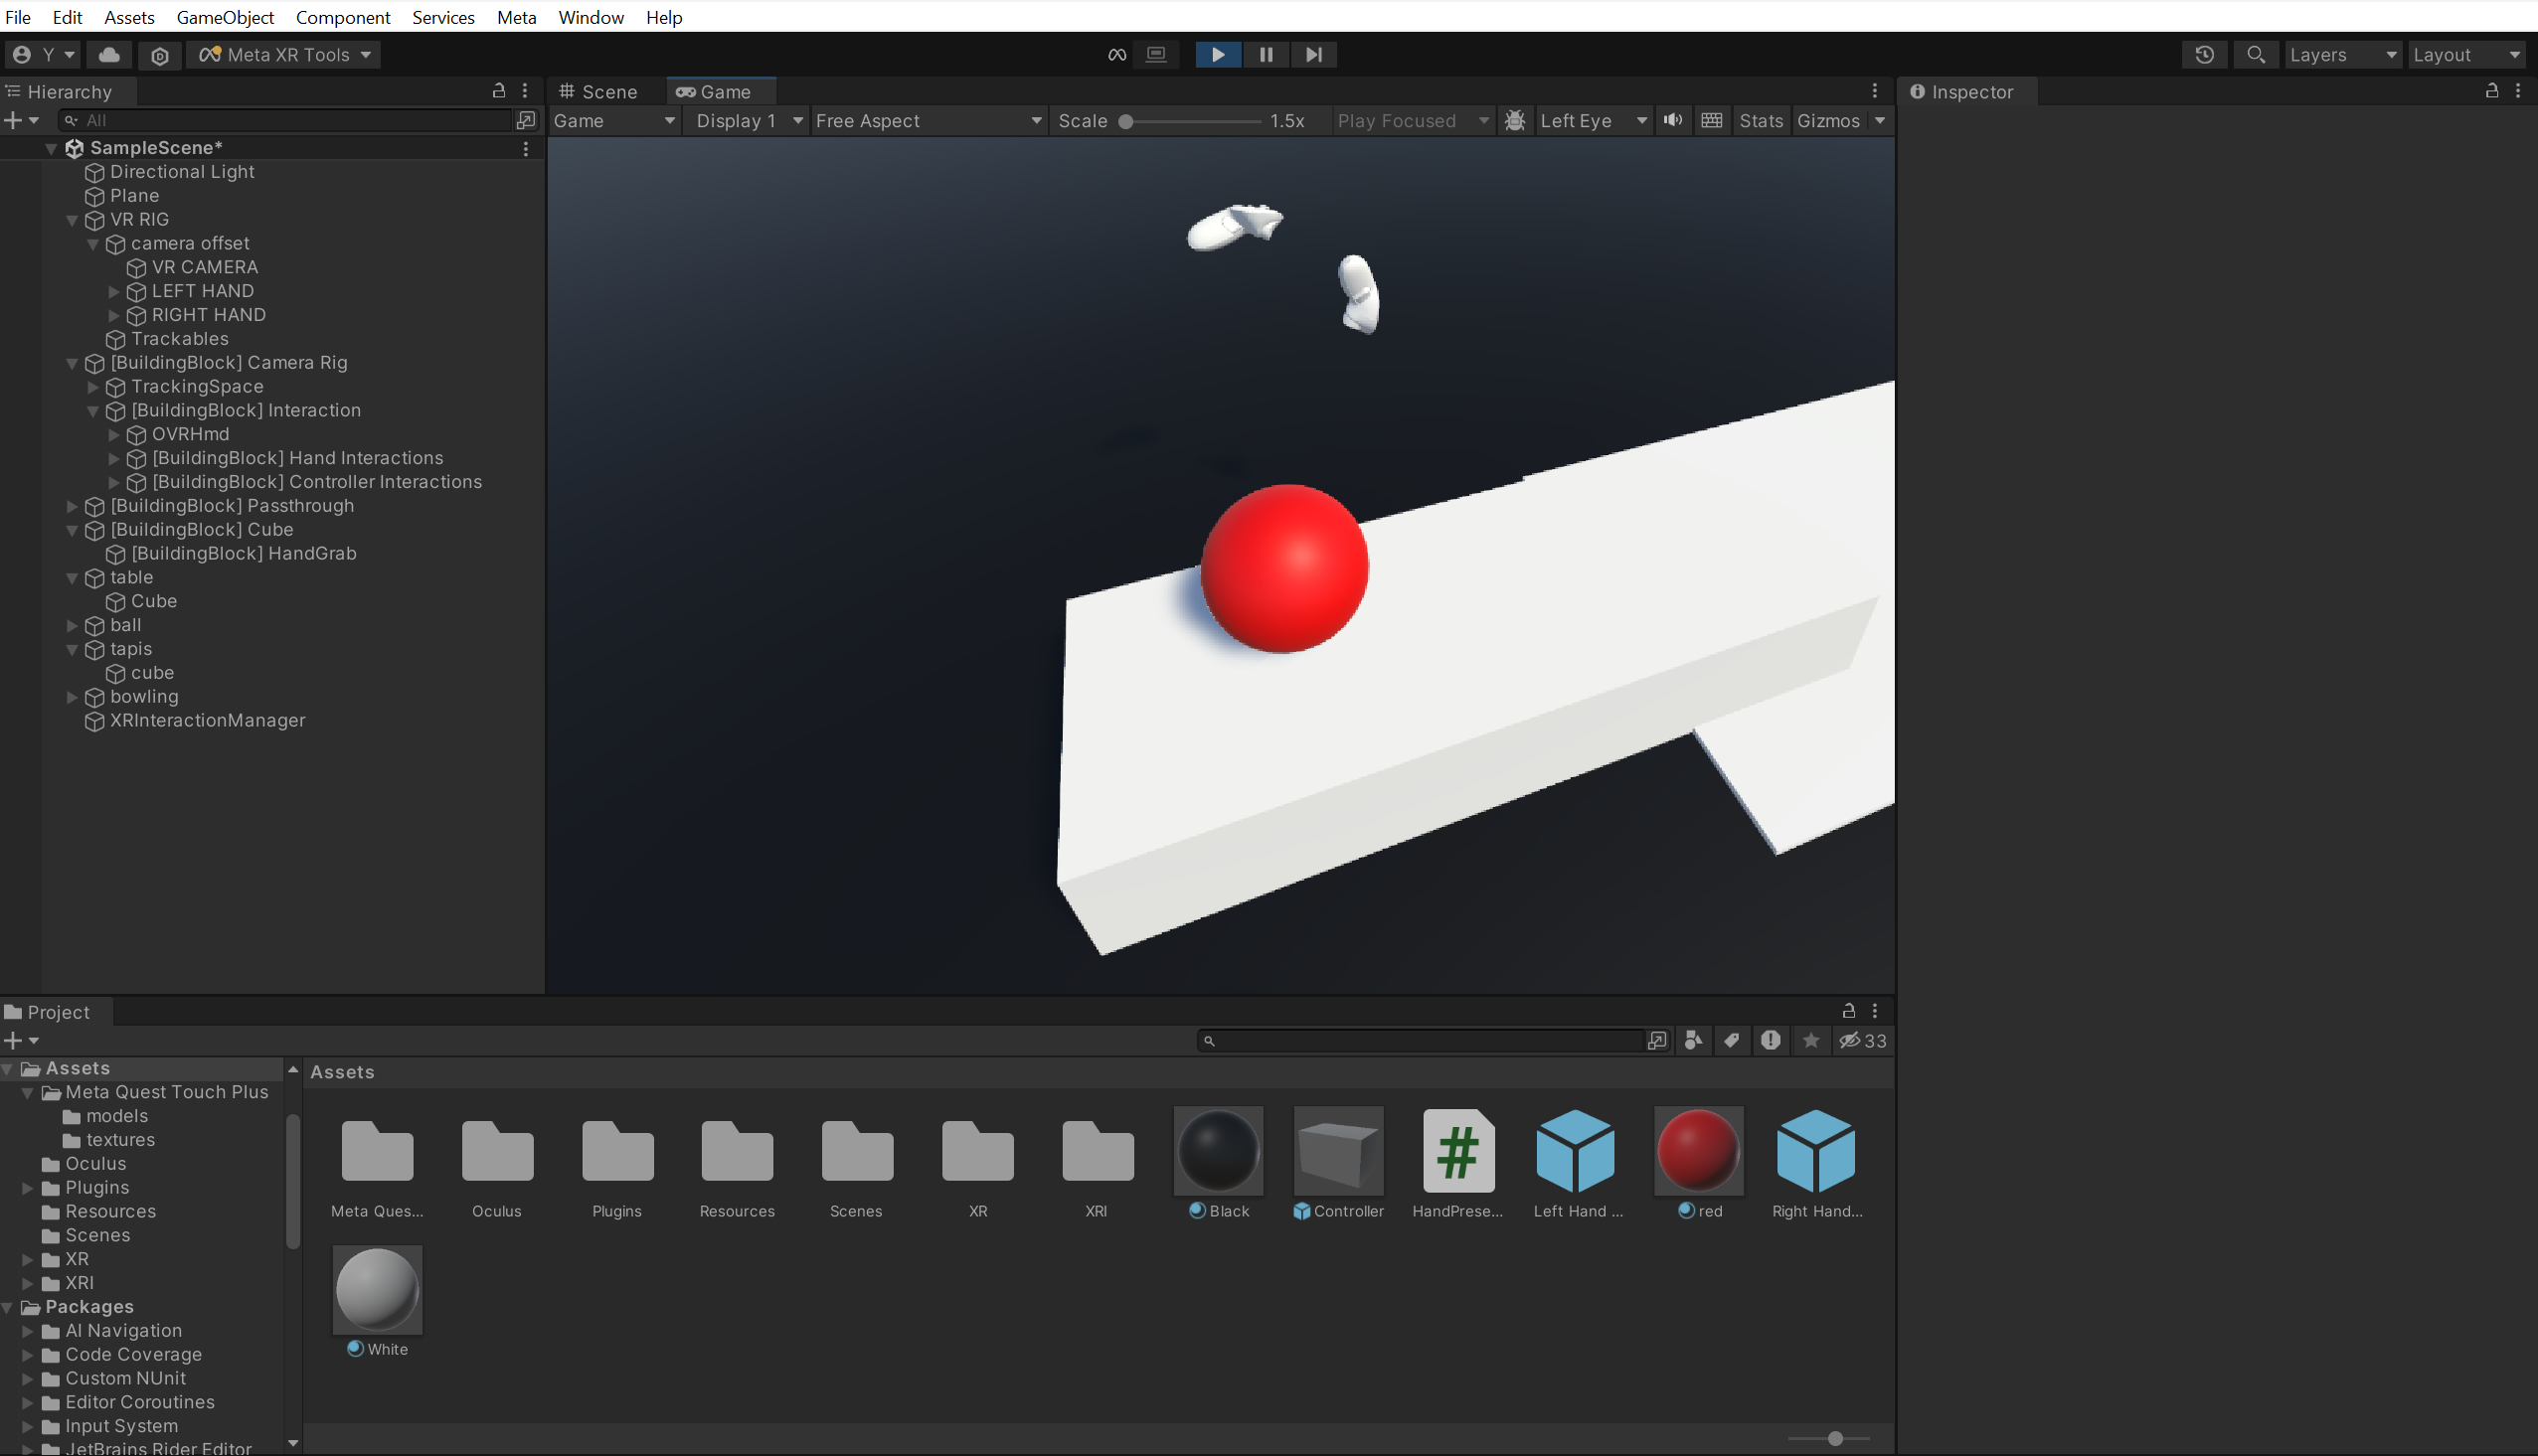 File Edit Assets GameObject Component Services Meta Window Help
Y Meta XR Tools Layers Layout
Hierarchy
All
SampleScene*
Directional Light
Plane
VR RIG
camera offset
VR CAMERA
LEFT HAND
RIGHT HAND
Trackables
[BuildingBlock] Camera Rig
TrackingSpace
[BuildingBlock] Interaction
OVRHmd
[BuildingBlock] Hand Interactions
[BuildingBlock] Controller Interactions
[BuildingBlock] Passthrough
[BuildingBlock] Cube
[BuildingBlock] HandGrab
table
Cube
ball
tapis
cube
bowling
XRInteractionManager
Scene Game
Game Display 1 Free Aspect Scale 1.5x Play Focused Left Eye Stats Gizmos
Inspector
Project
33
Assets
Meta Quest Touch Plus
models
textures
Oculus
Plugins
Resources
Scenes
XR
XRI
Packages
AI Navigation
Code Coverage
Custom NUnit
Editor Coroutines
Input System
JetBrains Rider Editor
Assets
Meta Ques... Oculus Plugins Resources Scenes XR XRI Black Controller HandPrese... Left Hand ... red Right Hand...
White